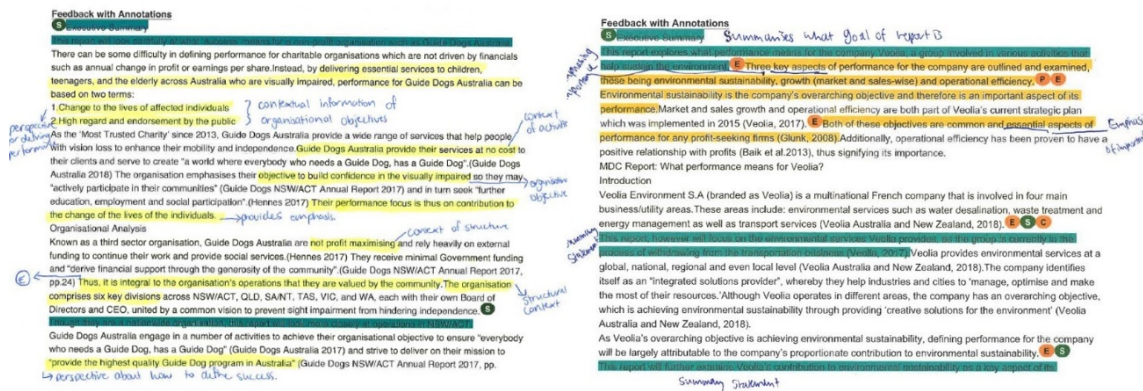 Feedback with Annotations
S Executive Summary
There can be some difficulty in defining performance for charitable organisations which are not driven by financials
such as annual change in profit or earnings per share.Instead, by delivering essential services to children,
teenagers, and the elderly across Australia who are visually impaired, performance for Guide Dogs Australia can be
based on two terms:
1.Change to the lives of affected individuals
2.High regard and endorsement by the public
contextual information of
organisational objectives
perspective
As the 'Most Trusted Charity' since 2013, Guide Dogs Australia provide a wide range of services that help people
with vision loss to enhance their mobility and independence.Guide Dogs Australia provide their services at no cost to
context of
their clients and serve to create "a world where everybody who needs a Guide Dog, has a Guide Dog".(Guide Dogs
Australia 2018) The organisation emphasises their objective to build confidence in the visually impaired so they may
organisation
objective
"actively participate in their communities" (Guide Dogs NSW/ACT Annual Report 2017) and in turn seek "further
education, employment and social participation".(Hennes 2017) Their performance focus is thus on contribution to
the change of the lives of the individuals.
provides emphasis
Organisational Analysis
context of structure
Known as a third sector organisation, Guide Dogs Australia are not profit maximising and rely heavily on external
funding to continue their work and provide social services.(Hennes 2017) They receive minimal Government funding
and "derive financial support through the generosity of the community".(Guide Dogs NSW/ACT Annual Report 2017,
E
pp.24) Thus, it is integral to the organisation's operations that they are valued by the community.The organisation
comprises six key divisions across NSW/ACT, QLD, SA/NT, TAS, VIC, and WA, each with their own Board of
structural
context
Directors and CEO, united by a common vision to prevent sight impairment from hindering independence. S
Guide Dogs Australia engage in a number of activities to achieve their organisational objective to ensure "everybody
who needs a Guide Dog, has a Guide Dog" (Guide Dogs Australia 2017) and strive to deliver on their mission to
"provide the highest quality Guide Dog program in Australia" (Guide Dogs NSW/ACT Annual Report 2017, pp.
perspective about how to define success.
Feedback with Annotations
S Executive Summary
Summarises what goal of report is
This report explores what performance means for the company Veolia, a group involved in various activities that
help sustain the environment. E Three key aspects of performance for the company are outlined and examined,
these being environmental sustainability, growth (market and sales-wise) and operational efficiency. P E
Environmental sustainability is the company's overarching objective and therefore is an important aspect of its
performance.Market and sales growth and operational efficiency are both part of Veolia's current strategic plan
which was implemented in 2015 (Veolia, 2017). E Both of these objectives are common and essential aspects of
performance for any profit-seeking firms (Glunk, 2008).Additionally, operational efficiency has been proven to have a
positive relationship with profits (Baik et al.2013), thus signifying its importance.
MDC Report: What performance means for Veolia?
Introduction
Veolia Environment S.A (branded as Veolia) is a multinational French company that is involved in four main
business/utility areas.These areas include: environmental services such as water desalination, waste treatment and
energy management as well as transport services (Veolia Australia and New Zealand, 2018). E S C
This report, however will focus on the environmental services Veolia provides, as the group is currently in the
process of withdrawing from the transportation business (Veolia, 2017).Veolia provides environmental services at a
global, national, regional and even local level (Veolia Australia and New Zealand, 2018).The company identifies
itself as an "integrated solutions provider", whereby they help industries and cities to 'manage, optimise and make
the most of their resources.'Although Veolia operates in different areas, the company has an overarching objective,
which is achieving environmental sustainability through providing 'creative solutions for the environment' (Veolia
Australia and New Zealand, 2018).
As Veolia's overarching objective is achieving environmental sustainability, defining performance for the company
will be largely attributable to the company's proportionate contribution to environmental sustainability. E S
This report will further examine Veolia's contribution to environmental sustainability as a key aspect of its
Summary Statement